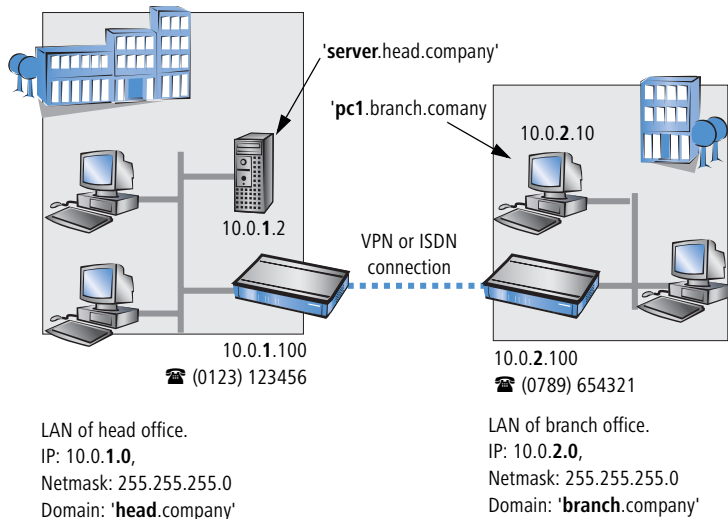 'server.head.company'
'pc1.branch.comany
10.0.2.10
10.0.1.2
VPN or ISDN
connection
10.0.1.100
☎ (0123) 123456
10.0.2.100
☎ (0789) 654321
LAN of head office.
IP: 10.0.1.0,
Netmask: 255.255.255.0
Domain: 'head.company'
LAN of branch office.
IP: 10.0.2.0,
Netmask: 255.255.255.0
Domain: 'branch.company'